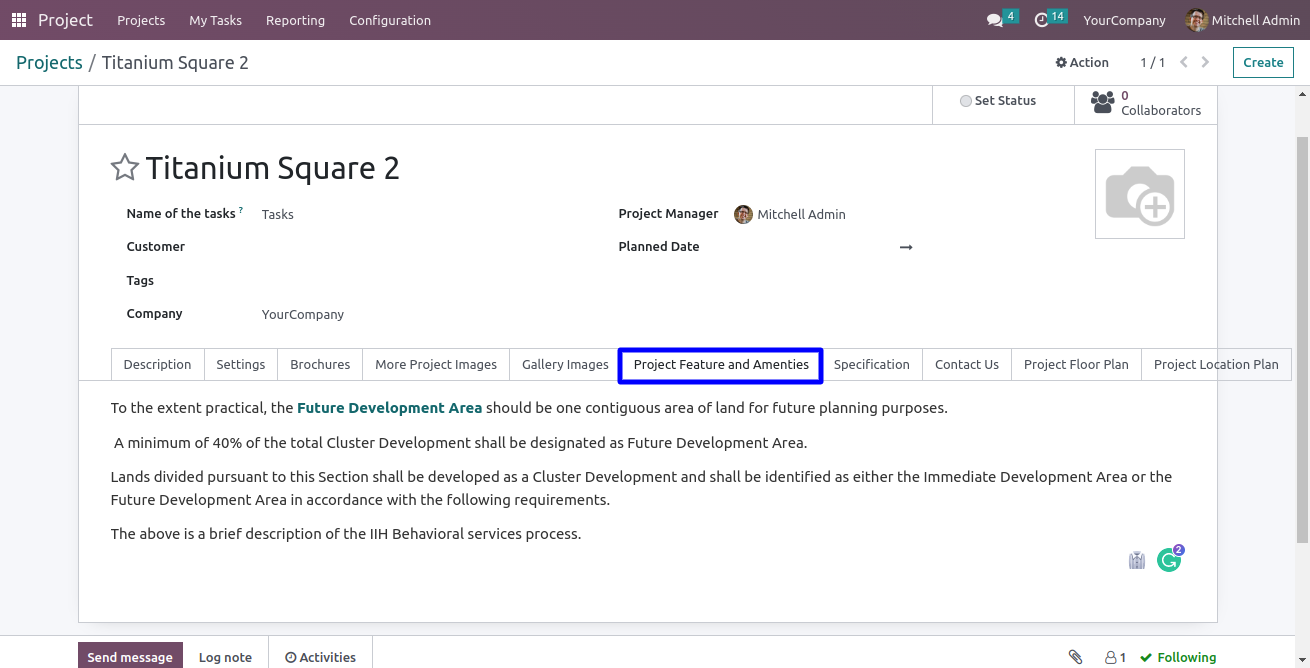 Project Projects My Tasks Reporting Configuration 4 14 YourCompany Mitchell Admin
Projects / Titanium Square 2 Action 1 / 1 Create
Set Status 0
Collaborators
Titanium Square 2
Name of the tasks ? Tasks Project Manager Mitchell Admin
Customer Planned Date
Tags
Company YourCompany
Description Settings Brochures More Project Images Gallery Images Project Feature and Amenties Specification Contact Us Project Floor Plan Project Location Plan
To the extent practical, the Future Development Area should be one contiguous area of land for future planning purposes.
A minimum of 40% of the total Cluster Development shall be designated as Future Development Area.
Lands divided pursuant to this Section shall be developed as a Cluster Development and shall be identified as either the Immediate Development Area or the
Future Development Area in accordance with the following requirements.
The above is a brief description of the IIH Behavioral services process.
2
Send message Log note Activities 1 Following